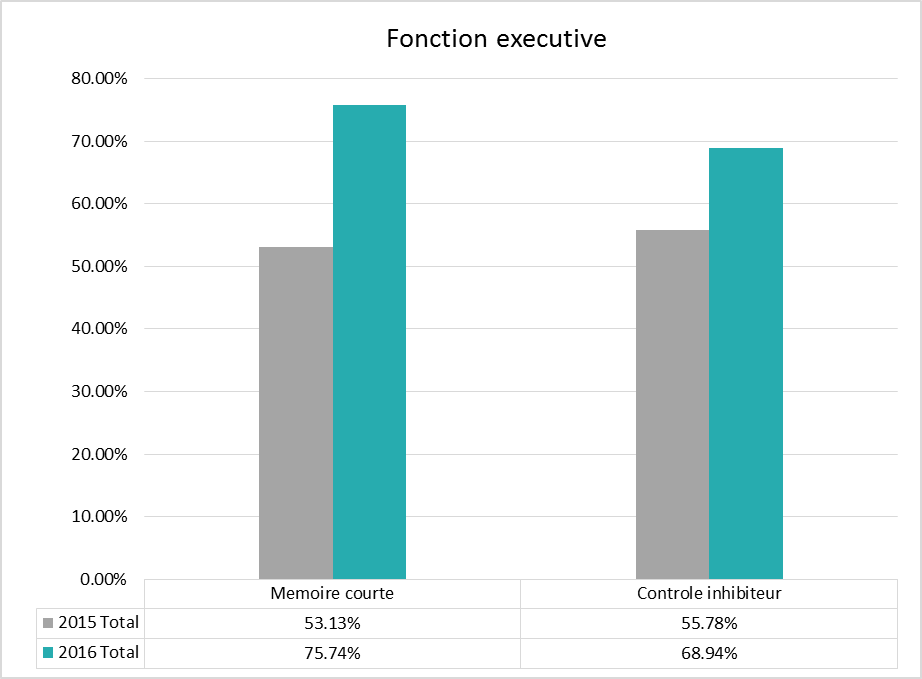 Fonction executive
80.00%
70.00%
60.00%
50.00%
40.00%
30.00%
20.00%
10.00%
0.00%
Memoire courte Controle inhibiteur
2015 Total 53.13% 55.78%
2016 Total 75.74% 68.94%